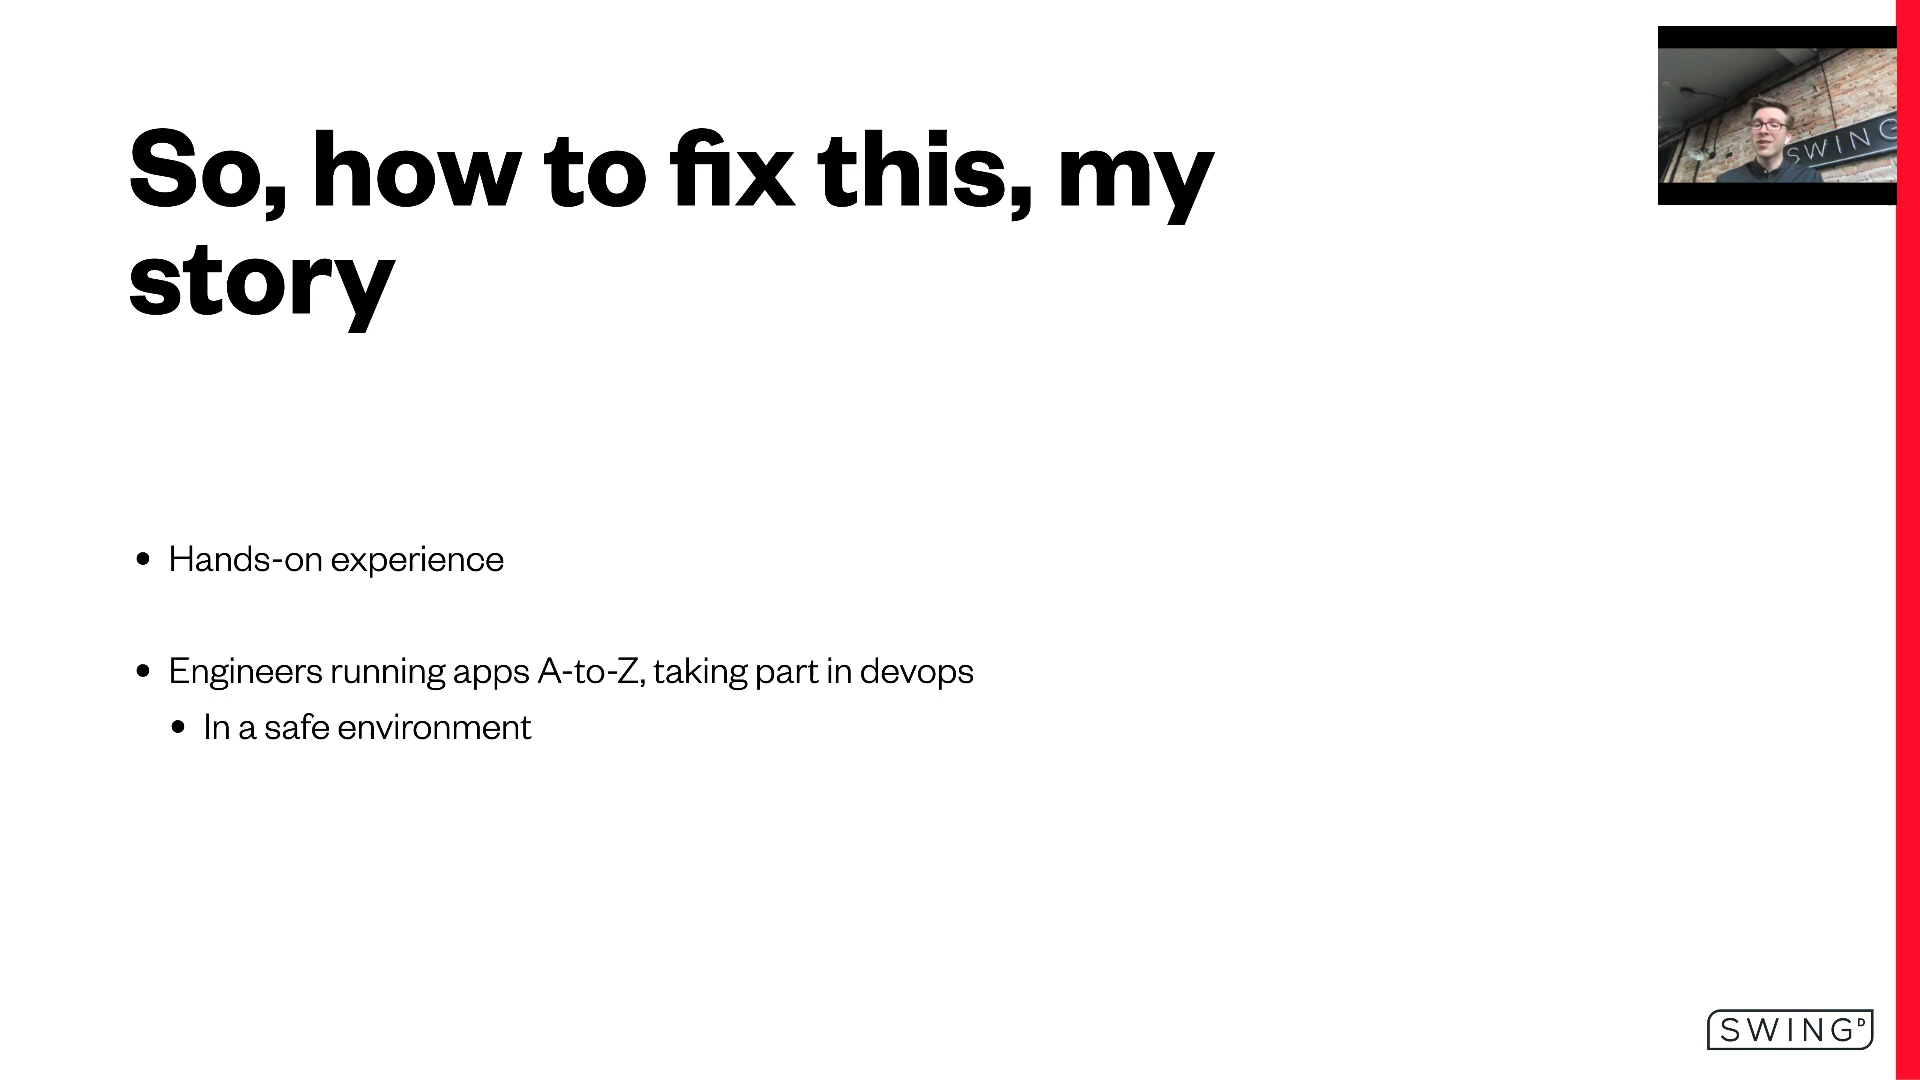 So, how to fix this, my
story
SWING
• Hands-on experience
• Engineers running apps A-to-Z, taking part in devops
• In a safe environment
SWINGD